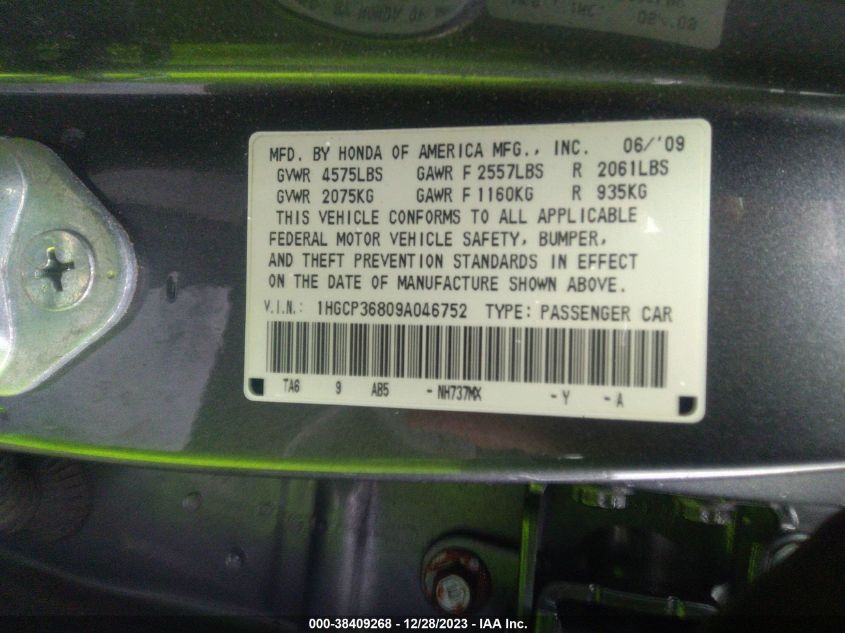 MFD. BY HONDA OF AMERICA MFG., INC. 06/'09
GVWR 4575LBS GAWR F 2557LBS R 2061LBS
GVWR 2075KG GAWR F 1160KG R 935KG
THIS VEHICLE CONFORMS TO ALL APPLICABLE
FEDERAL MOTOR VEHICLE SAFETY, BUMPER,
AND THEFT PREVENTION STANDARDS IN EFFECT
ON THE DATE OF MANUFACTURE SHOWN ABOVE.
V.I.N.: 1HGCP36809A046752 TYPE: PASSENGER CAR
TA6 9 AB5 - NH737MX - Y - A
000-38409268 - 12/28/2023 - IAA Inc.